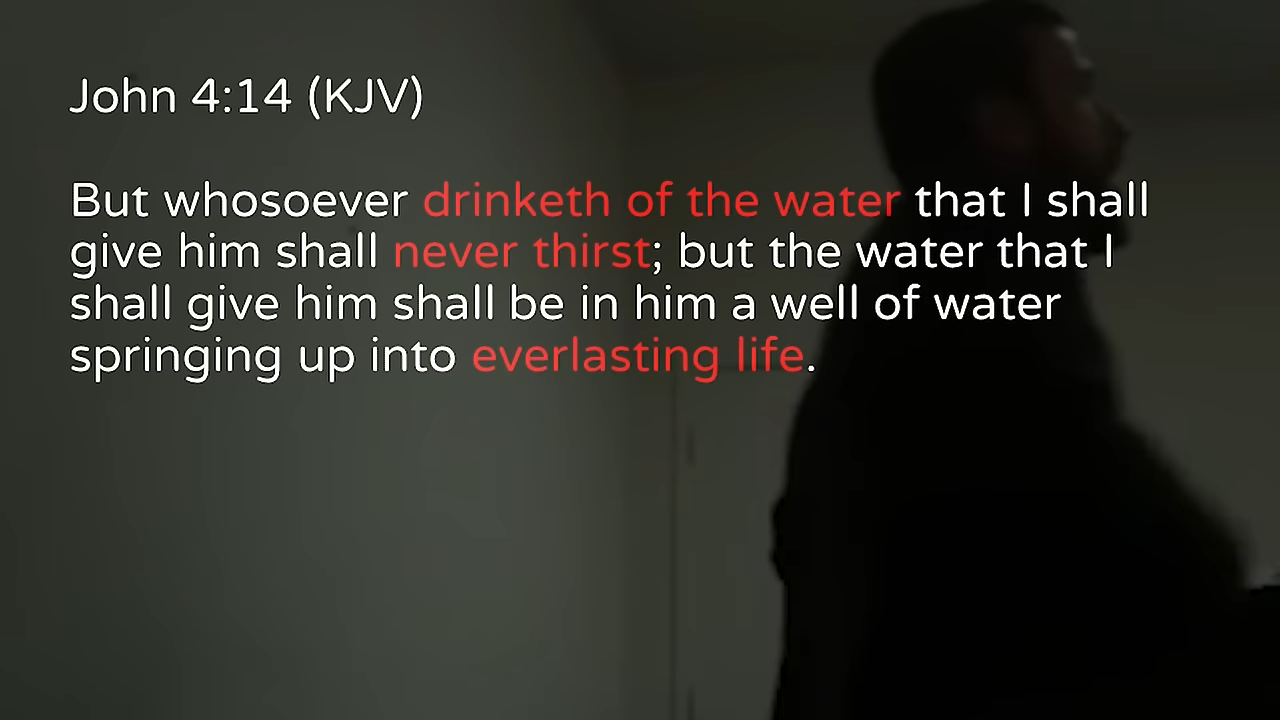 John 4:14 (KJV)
But whosoever drinketh of the water that I shall
give him shall never thirst; but the water that I
shall give him shall be in him a well of water
springing up into everlasting life.